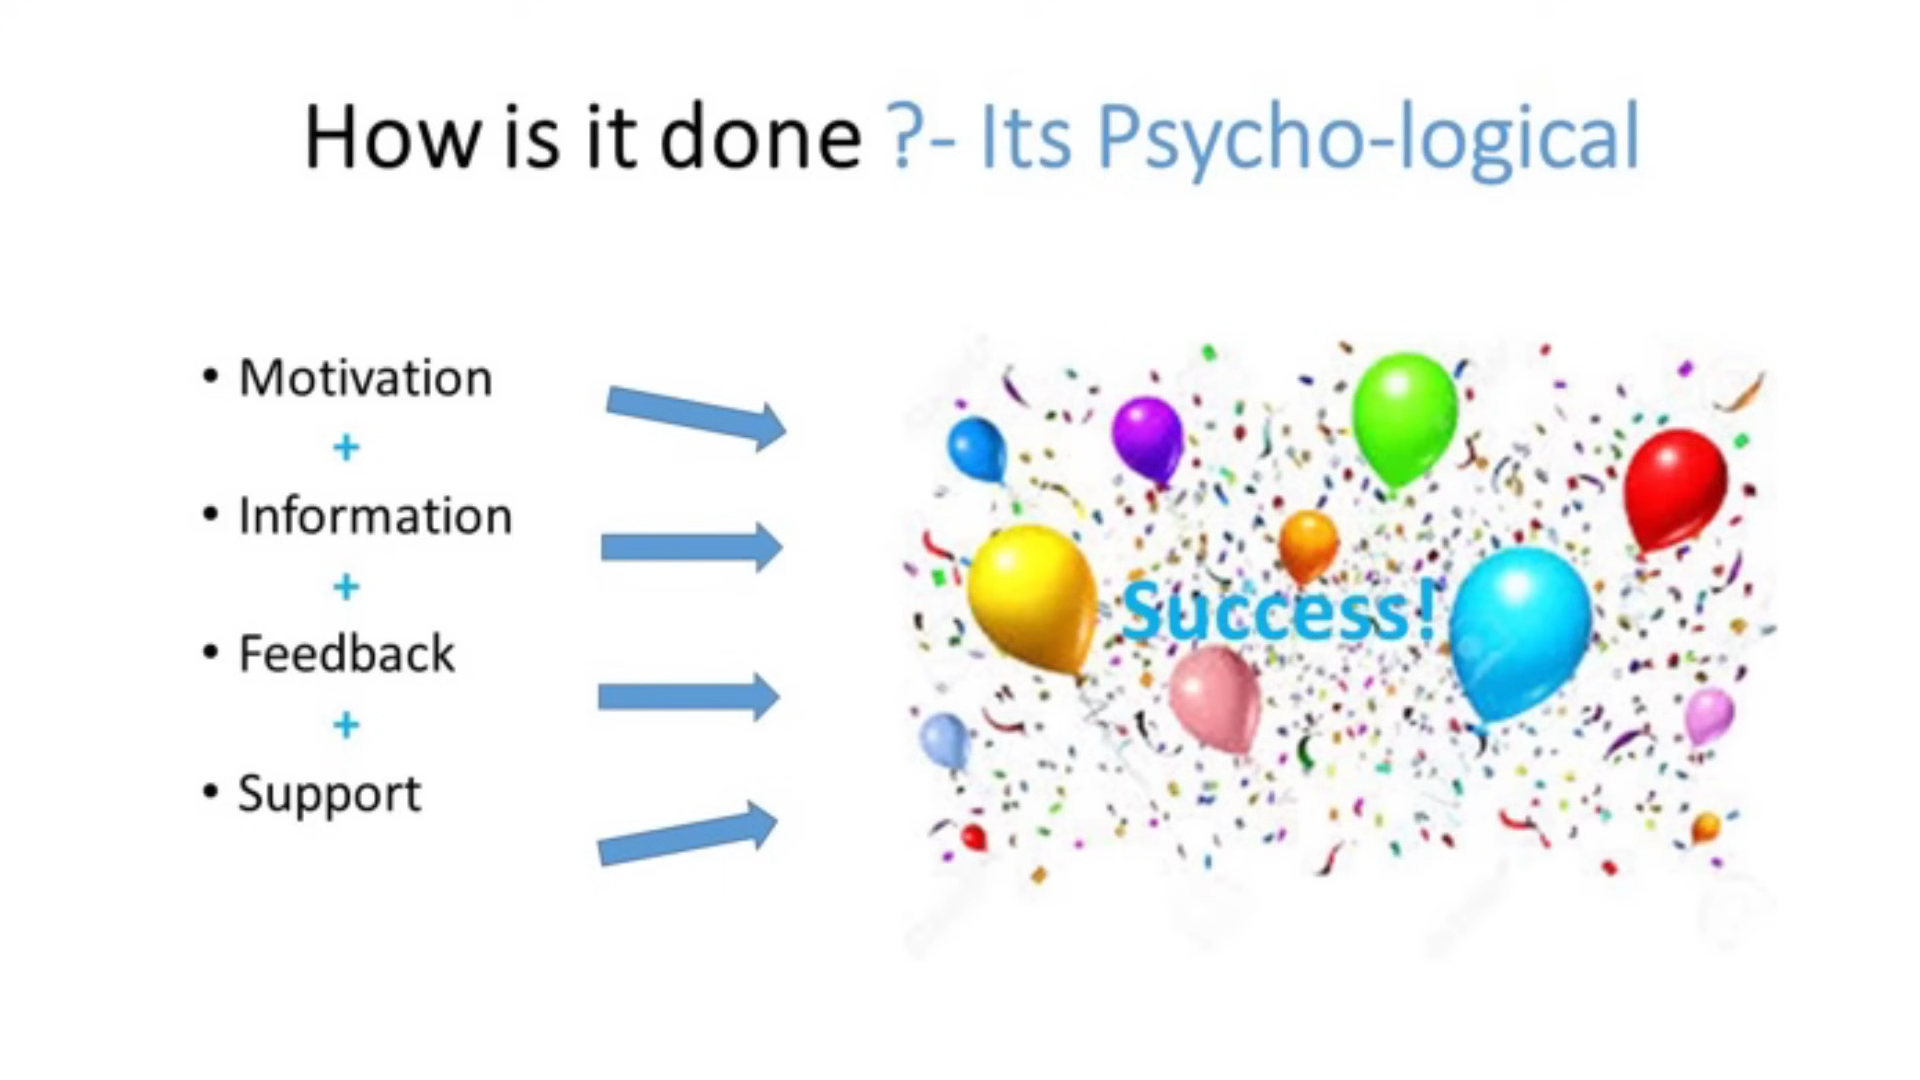 How is it done ?- Its Psycho-logical
• Motivation
+
• Information
+
• Feedback
+
• Support
Success!